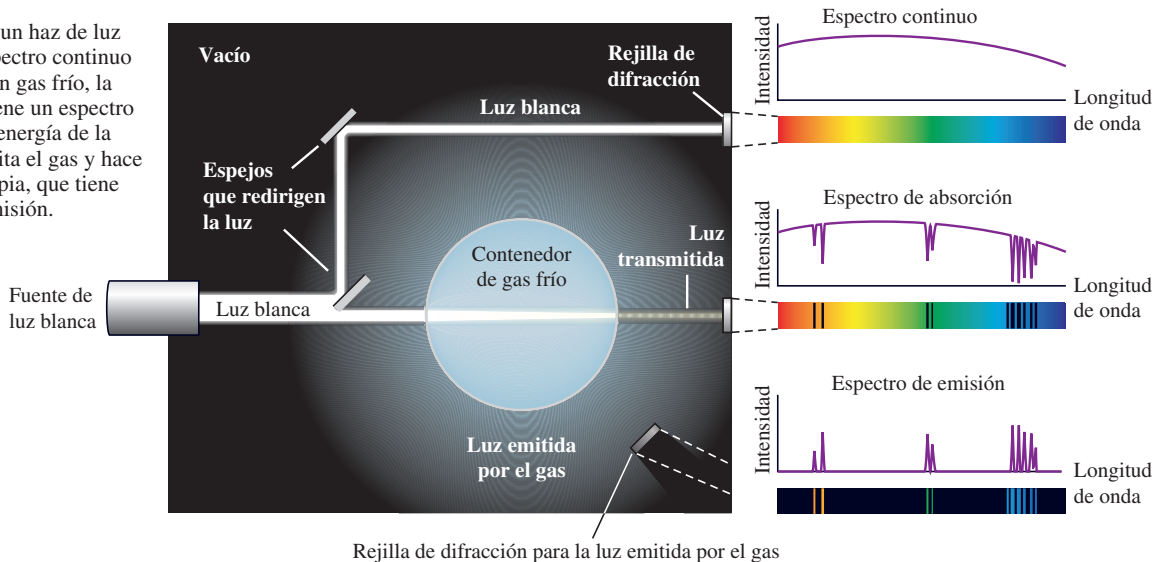 un haz de luz
pectro continuo
n gas frío, la
ene un espectro
energía de la
ita el gas y hace
pia, que tiene
misión.
Vacío
Rejilla de
difracción
Luz blanca
Espejos
que redirigen
la luz
Contenedor
de gas frío
Luz
transmitida
Fuente de
luz blanca
Luz blanca
Luz emitida
por el gas
Rejilla de difracción para la luz emitida por el gas
Espectro continuo
Intensidad
Longitud
de onda
Espectro de absorción
Intensidad
Longitud
de onda
Espectro de emisión
Intensidad
Longitud
de onda